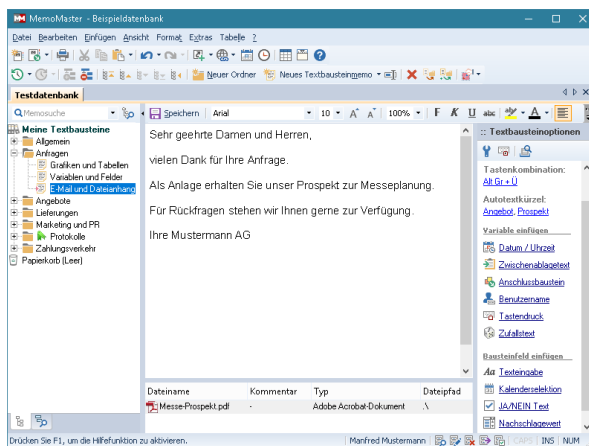 MemoMaster - Beispieldatenbank
Datei Bearbeiten Einfügen Ansicht Format Extras Tabelle ?
Neuer Ordner Neues Textbausteinmemo
Testdatenbank
Memosuche
Speichern Arial 10 A A 100% F K U abc A
Meine Textbausteine
Allgemein
Anfragen
Grafiken und Tabellen
Variablen und Felder
E-Mail und Dateianhang
Angebote
Lieferungen
Marketing und PR
Protokolle
Zahlungsverkehr
Papierkorb (Leer)
Sehr geehrte Damen und Herren,
vielen Dank für Ihre Anfrage.
Als Anlage erhalten Sie unser Prospekt zur Messeplanung.
Für Rückfragen stehen wir Ihnen gerne zur Verfügung.
Ihre Mustermann AG
Dateiname Kommentar Typ Dateipfad
Messe-Prospekt.pdf - Adobe Acrobat-Dokument .\
:: Textbausteinoptionen
Tastenkombination:
Alt Gr + Ü
Autotextkürzel:
Angebot, Prospekt
Variable einfügen
Datum / Uhrzeit
Zwischenablagetext
Anschlussbaustein
Benutzername
Tastendruck
Zufallstext
Bausteinfeld einfügen
Aa Texteingabe
Kalenderselektion
JA/NEIN Text
Nachschlagewert
Drücken Sie F1, um die Hilfefunktion zu aktivieren. Manfred Mustermann CAPS INS NUM